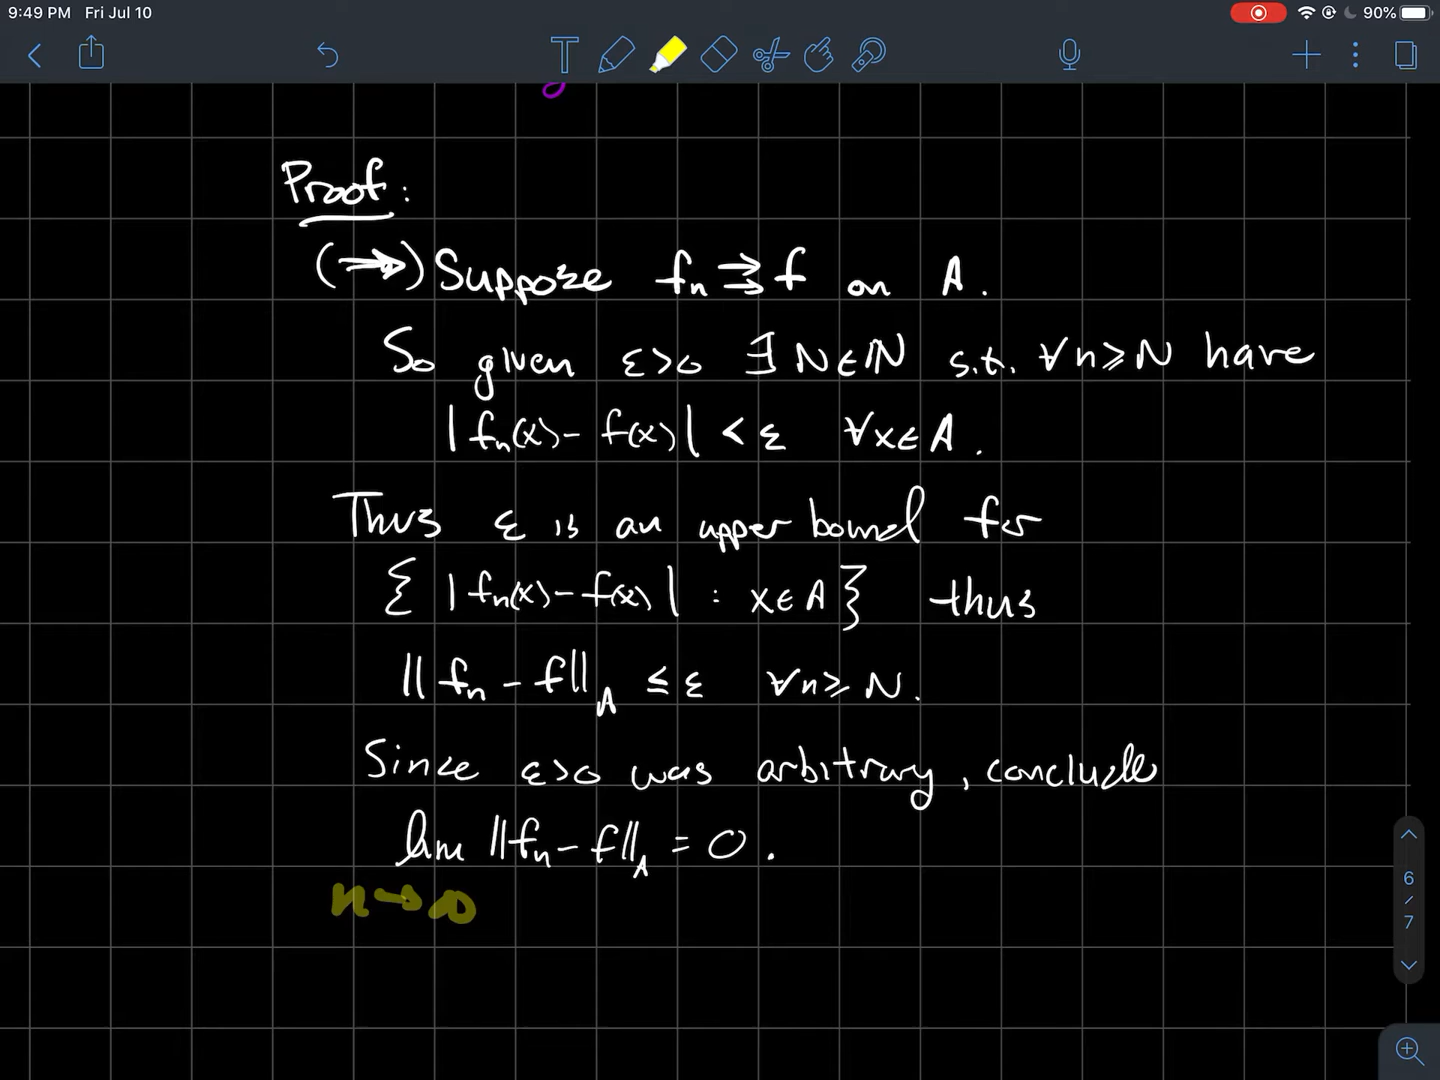 9:49 PM Fri Jul 10 90%
T
Proof:
(⇒) Suppose fₙ ⇉ f on A.
So given ε>0 ∃ N∈ℕ s.t. ∀n≥N have
|fₙ(x)- f(x)| < ε ∀x∈A.
Thus ε is an upper bound for
{ |fₙ(x)-f(x)| : x∈A } thus
||fₙ - f||_A ≤ ε ∀n≥N.
Since ε>0 was arbitrary, conclude
lim ||fₙ - f||_A = 0.
n→∞
6
/
7